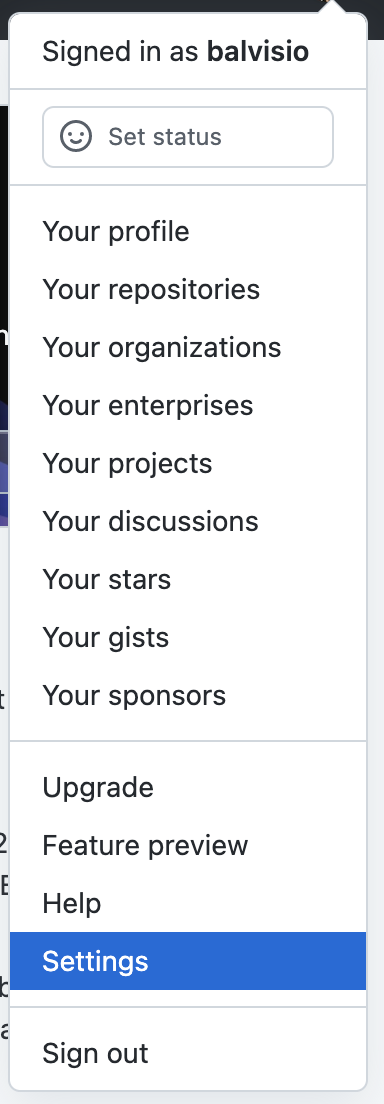 Signed in as balvisio
Set status
Your profile
Your repositories
Your organizations
Your enterprises
Your projects
Your discussions
Your stars
Your gists
Your sponsors
Upgrade
Feature preview
Help
Settings
Sign out